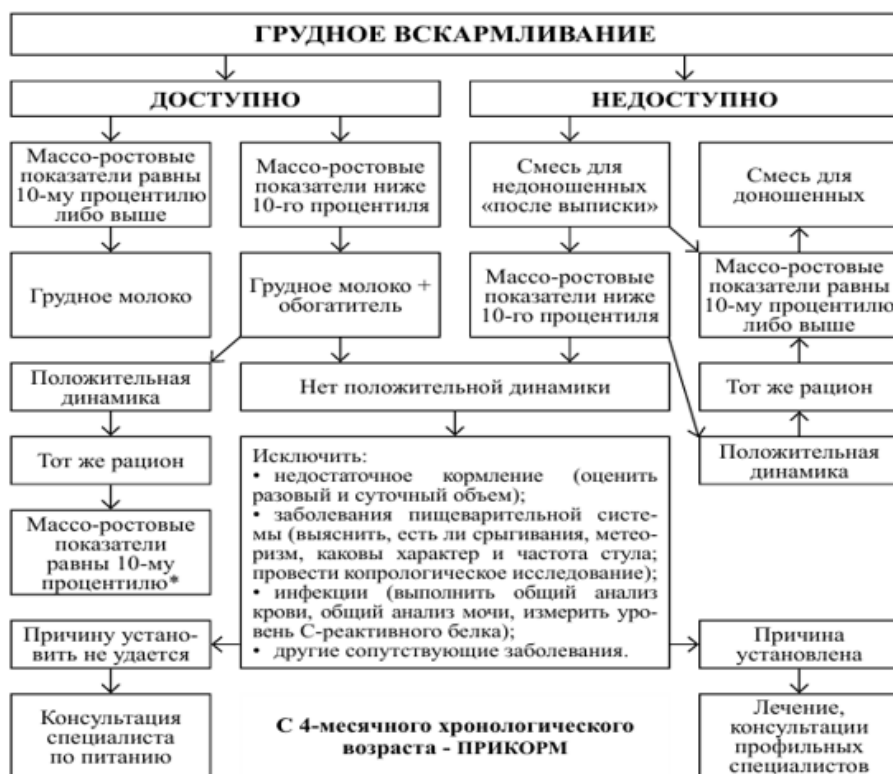 ГРУДНОЕ ВСКАРМЛИВАНИЕ
ДОСТУПНО
НЕДОСТУПНО
Массо-ростовые
показатели равны
10-му процентилю
либо выше
Массо-ростовые
показатели ниже
10-го процентиля
Смесь для
недоношенных
«после выписки»
Смесь для
доношенных
Грудное молоко
Грудное молоко +
обогатитель
Массо-ростовые
показатели ниже
10-го процентиля
Массо-ростовые
показатели равны
10-му процентилю
либо выше
Положительная
динамика
Нет положительной динамики
Тот же рацион
Тот же рацион
Исключить:
• недостаточное кормление (оценить
разовый и суточный объем);
• заболевания пищеварительной систе-
мы (выяснить, есть ли срыгивания, метео-
ризм, каковы характер и частота стула;
провести копрологическое исследование);
• инфекции (выполнить общий анализ
крови, общий анализ мочи, измерить уро-
вень С-реактивного белка);
• другие сопутствующие заболевания.
Положительная
динамика
Массо-ростовые
показатели
равны 10-му
процентилю*
Причину устано-
вить не удается
Причина
установлена
Консультация
специалиста
по питанию
С 4-месячного хронологического
возраста - ПРИКОРМ
Лечение,
консультации
профильных
специалистов